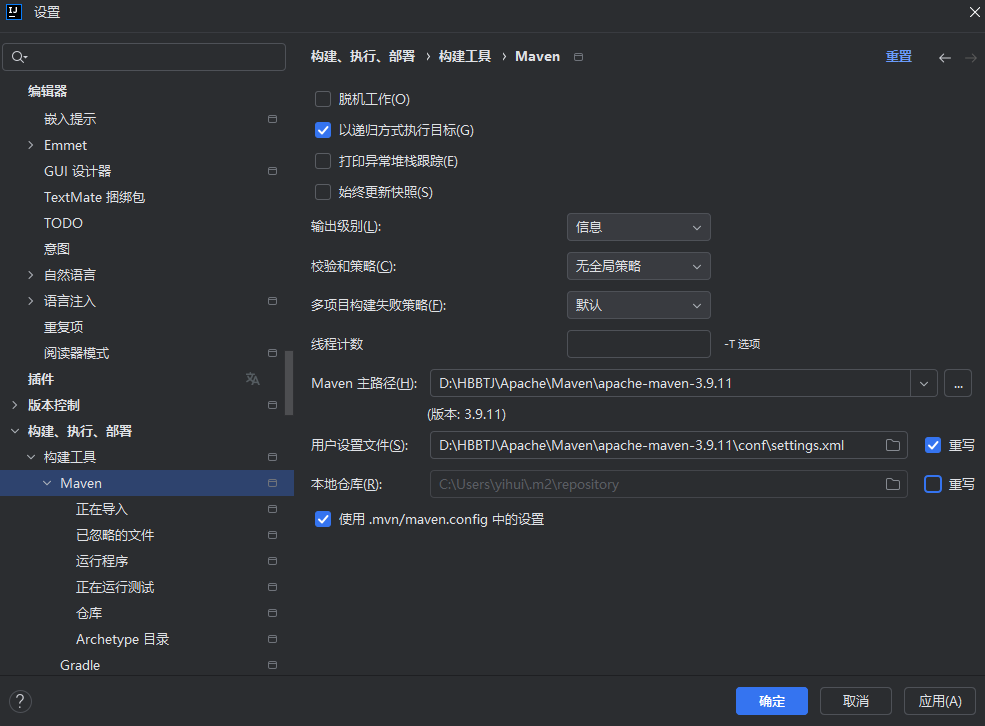 设置
编辑器
嵌入提示
Emmet
GUI 设计器
TextMate 捆绑包
TODO
意图
自然语言
语言注入
重复项
阅读器模式
插件
版本控制
构建、执行、部署
构建工具
Maven
正在导入
已忽略的文件
运行程序
正在运行测试
仓库
Archetype 目录
Gradle
构建、执行、部署 › 构建工具 › Maven 重置
脱机工作(O)
以递归方式执行目标(G)
打印异常堆栈跟踪(E)
始终更新快照(S)
输出级别(L): 信息
校验和策略(C): 无全局策略
多项目构建失败策略(F): 默认
线程计数 -T 选项
Maven 主路径(H): D:\HBBTJ\Apache\Maven\apache-maven-3.9.11 ...
(版本: 3.9.11)
用户设置文件(S): D:\HBBTJ\Apache\Maven\apache-maven-3.9.11\conf\settings.xml 重写
本地仓库(R): C:\Users\yihui\.m2\repository 重写
使用 .mvn/maven.config 中的设置
? 确定 取消 应用(A)